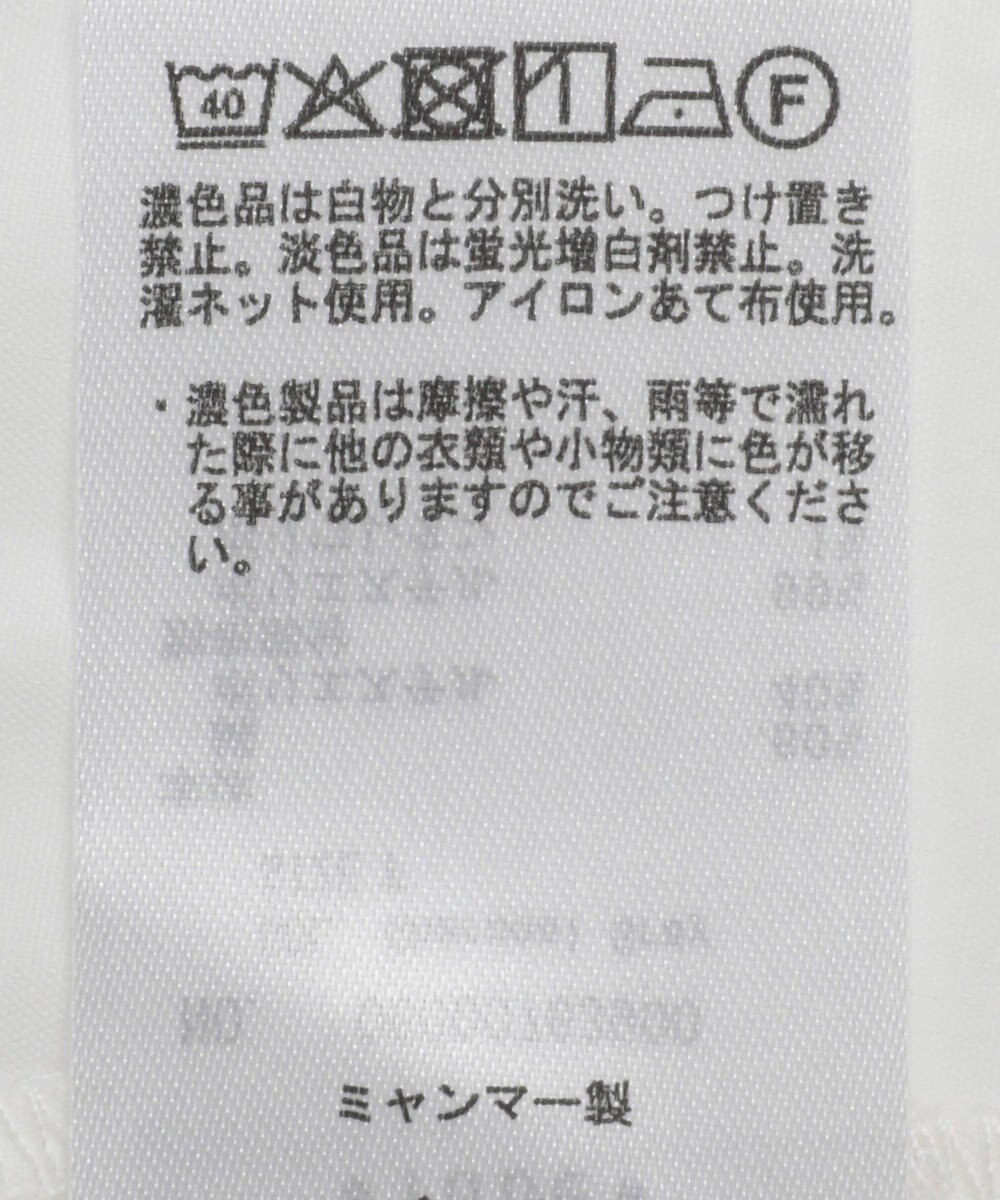 40 F
濃色品は白物と分別洗い。つけ置き
禁止。淡色品は蛍光増白剤禁止。洗
濯ネット使用。アイロンあて布使用。
・濃色製品は摩擦や汗、雨等で濡れ
た際に他の衣類や小物類に色が移
る事がありますのでご注意くださ
い。
ミャンマー製